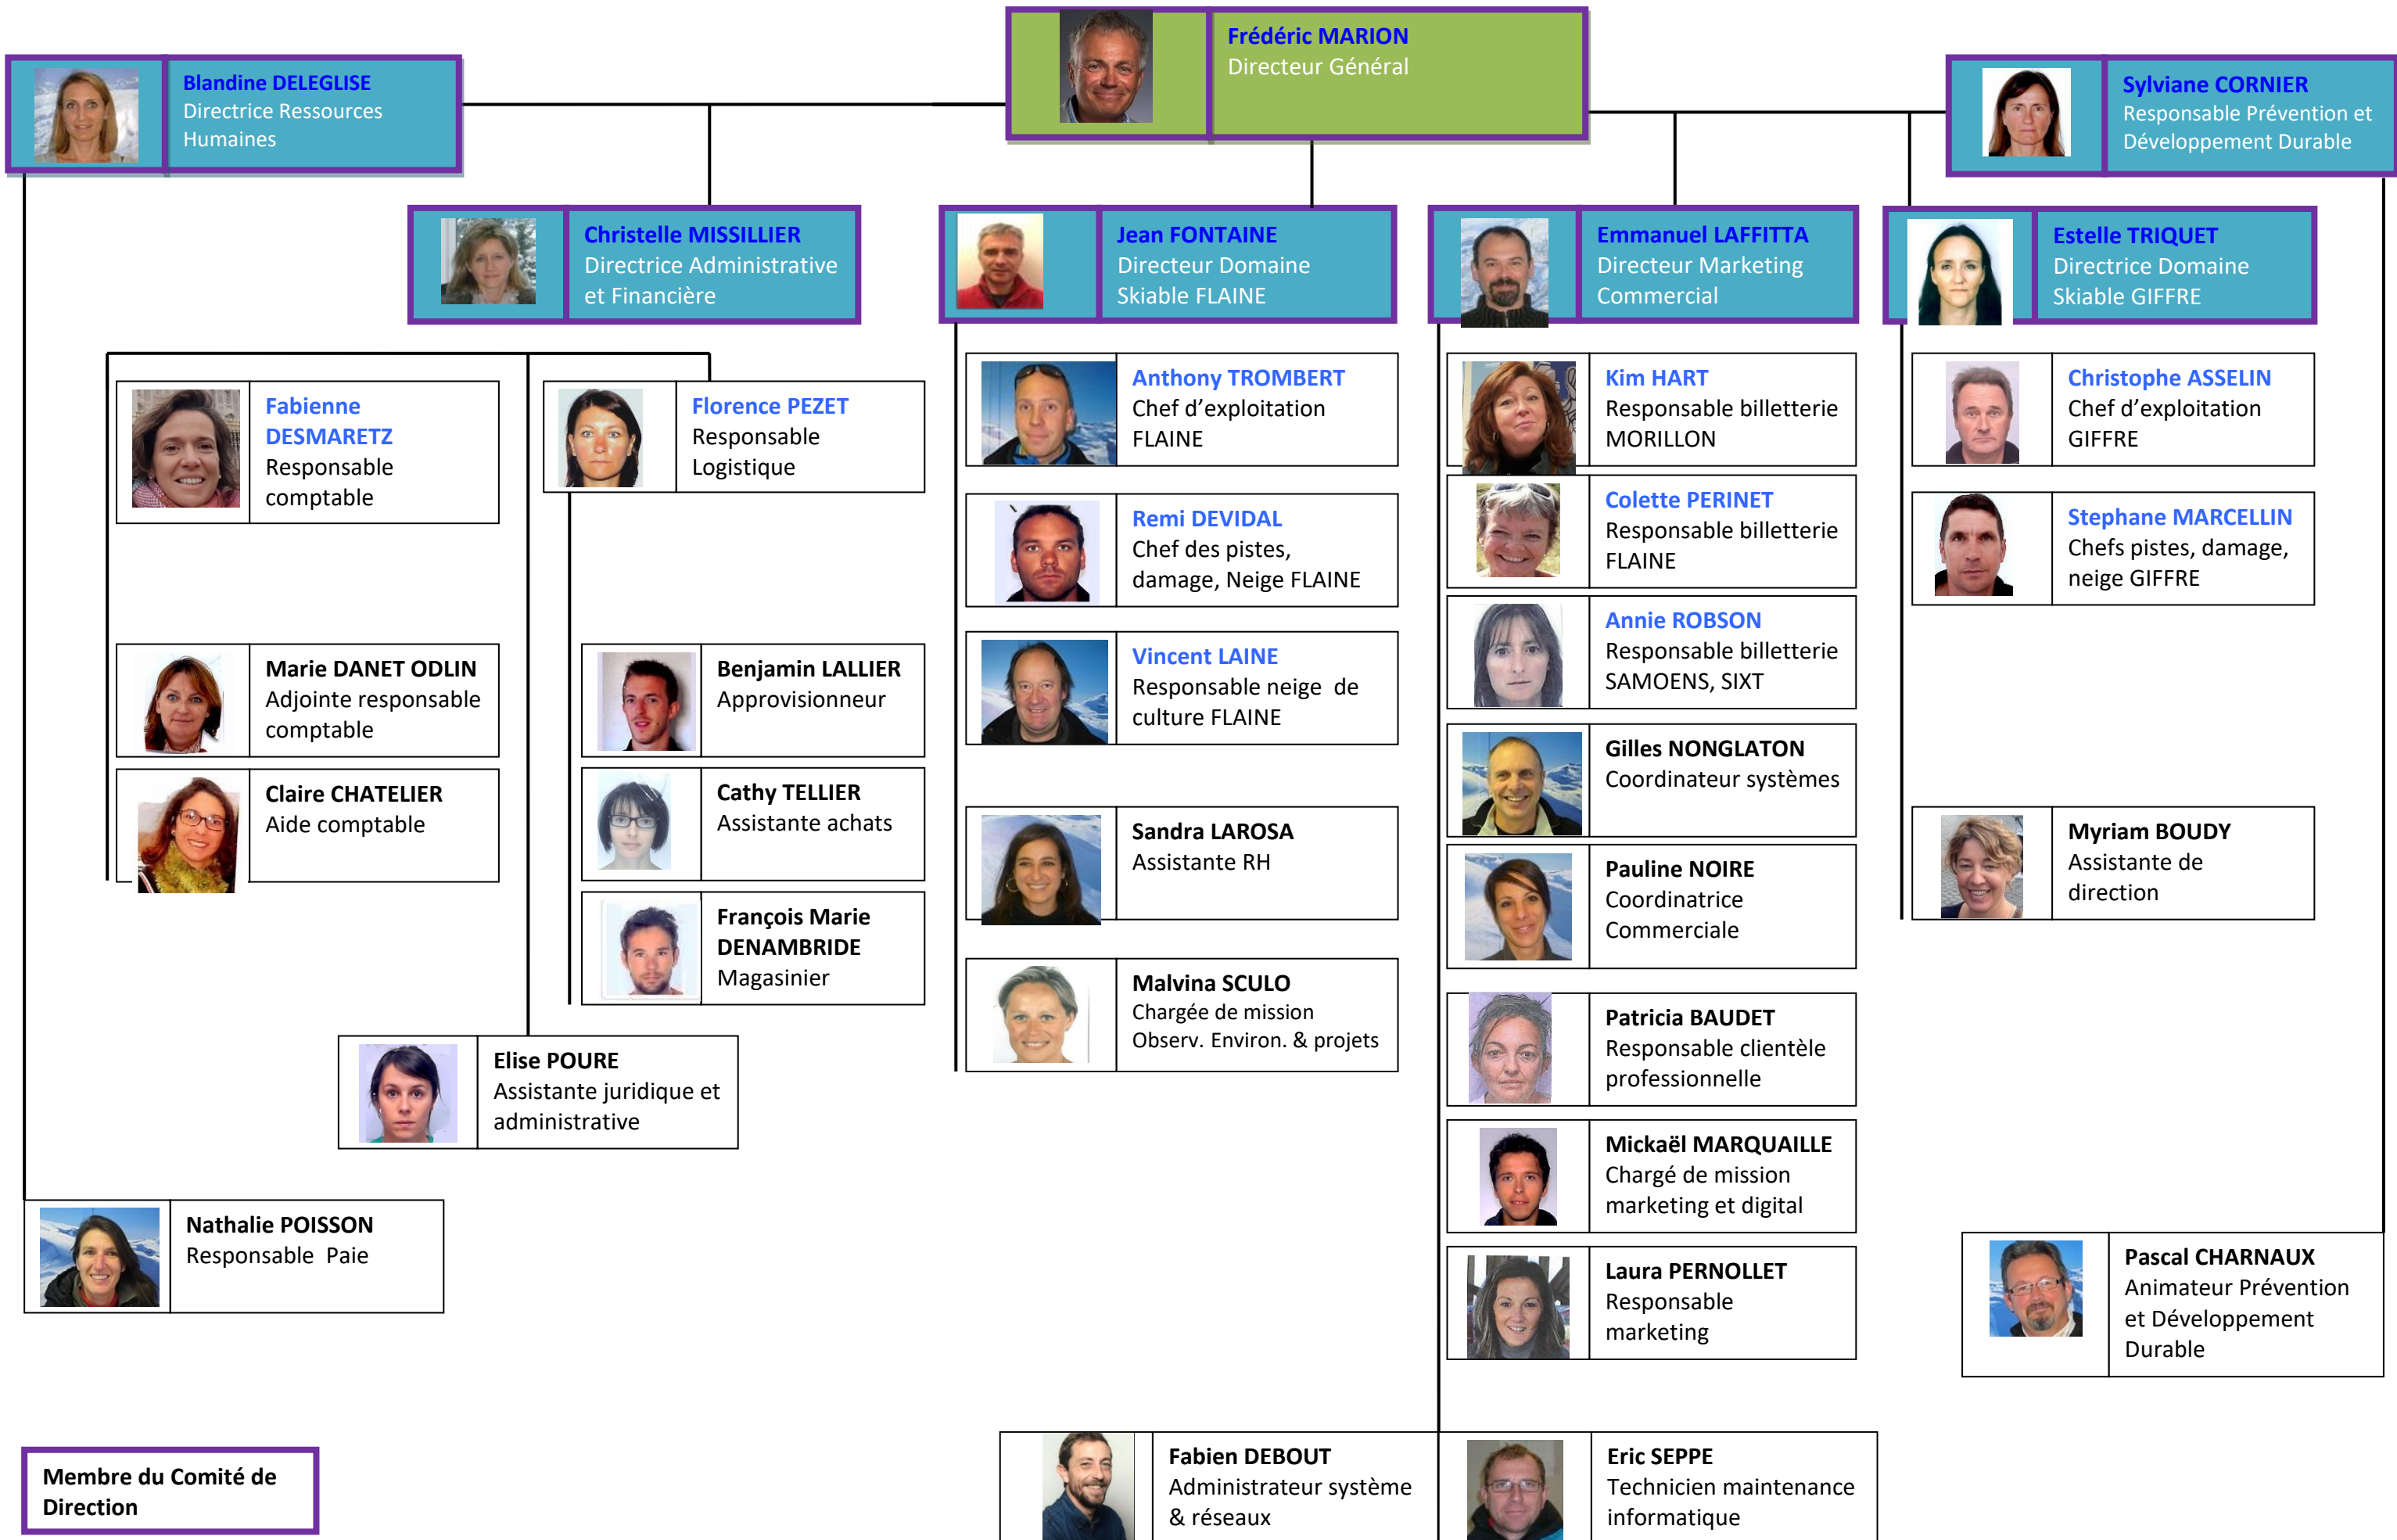 Frédéric MARION
Directeur Général
Blandine DELEGLISE
Directrice Ressources
Humaines
Sylviane CORNIER
Responsable Prévention et
Développement Durable
Christelle MISSILLIER
Directrice Administrative
et Financière
Jean FONTAINE
Directeur Domaine
Skiable FLAINE
Emmanuel LAFFITTA
Directeur Marketing
Commercial
Estelle TRIQUET
Directrice Domaine
Skiable GIFFRE
Fabienne
DESMARETZ
Responsable
comptable
Florence PEZET
Responsable
Logistique
Anthony TROMBERT
Chef d’exploitation
FLAINE
Kim HART
Responsable billetterie
MORILLON
Christophe ASSELIN
Chef d’exploitation
GIFFRE
Remi DEVIDAL
Chef des pistes,
damage, Neige FLAINE
Colette PERINET
Responsable billetterie
FLAINE
Stephane MARCELLIN
Chefs pistes, damage,
neige GIFFRE
Marie DANET ODLIN
Adjointe responsable
comptable
Benjamin LALLIER
Approvisionneur
Vincent LAINE
Responsable neige  de
culture FLAINE
Annie ROBSON
Responsable billetterie
SAMOENS, SIXT
Claire CHATELIER
Aide comptable
Cathy TELLIER
Assistante achats
Gilles NONGLATON
Coordinateur systèmes
Sandra LAROSA
Assistante RH
Myriam BOUDY
Assistante de
direction
François Marie
DENAMBRIDE
Magasinier
Pauline NOIRE
Coordinatrice
Commerciale
Malvina SCULO
Chargée de mission
Observ. Environ. & projets
Patricia BAUDET
Responsable clientèle
professionnelle
Elise POURE
Assistante juridique et
administrative
Mickaël MARQUAILLE
Chargé de mission
marketing et digital
Nathalie POISSON
Responsable  Paie
Laura PERNOLLET
Responsable
marketing
Pascal CHARNAUX
Animateur Prévention
et Développement
Durable
Membre du Comité de
Direction
Fabien DEBOUT
Administrateur système
& réseaux
Eric SEPPE
Technicien maintenance
informatique